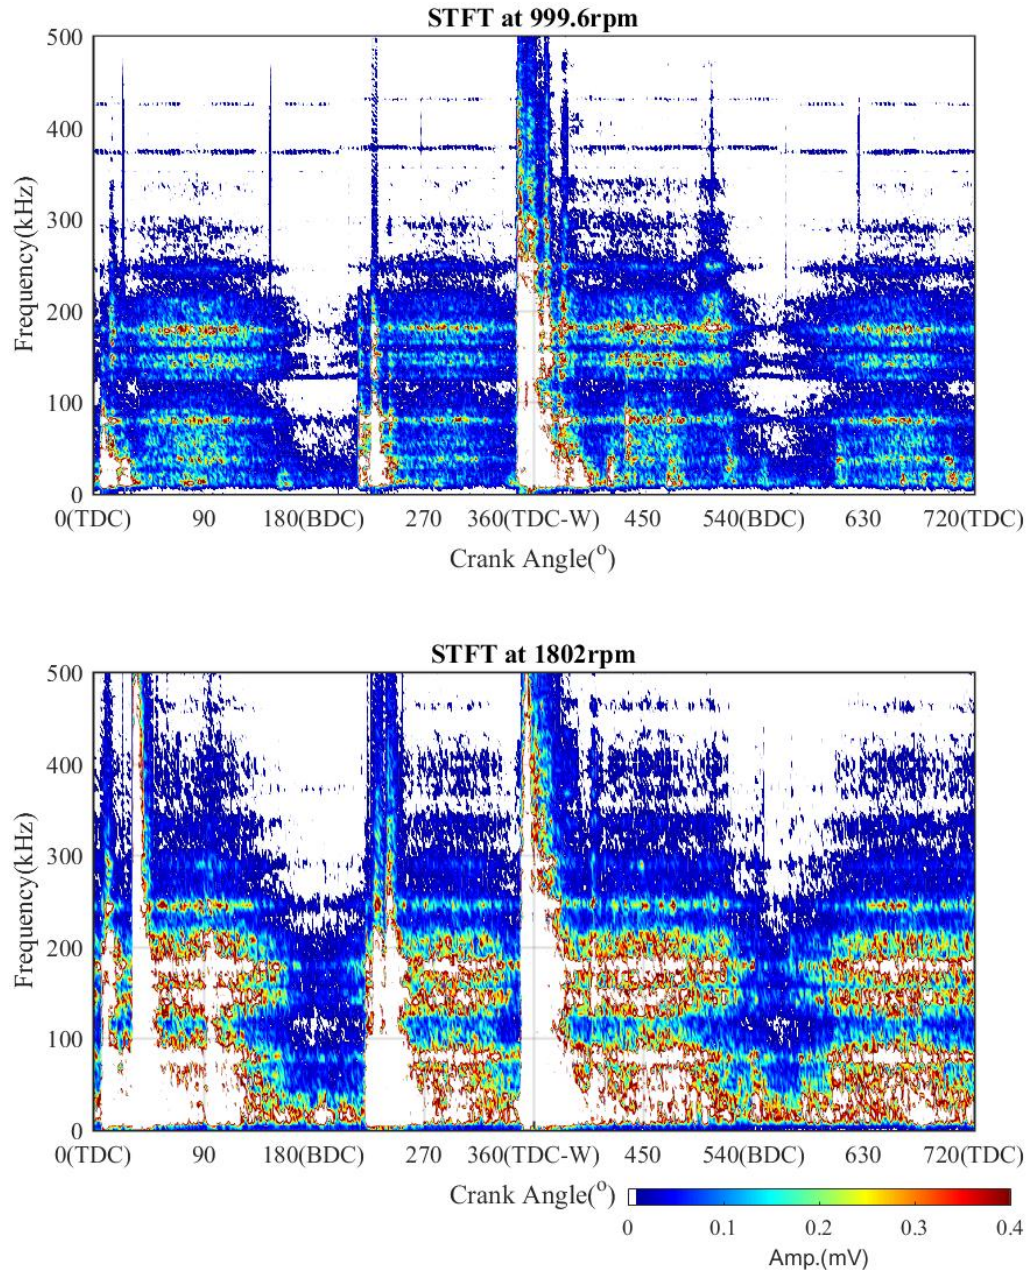 STFT at 999.6rpm
500
400
300
200
100
0
Frequency(kHz)
0(TDC) 90 180(BDC) 270 360(TDC-W) 450 540(BDC) 630 720(TDC)
Crank Angle(o)
STFT at 1802rpm
500
400
300
200
100
0
Frequency(kHz)
0(TDC) 90 180(BDC) 270 360(TDC-W) 450 540(BDC) 630 720(TDC)
Crank Angle(o)
0 0.1 0.2 0.3 0.4
Amp.(mV)